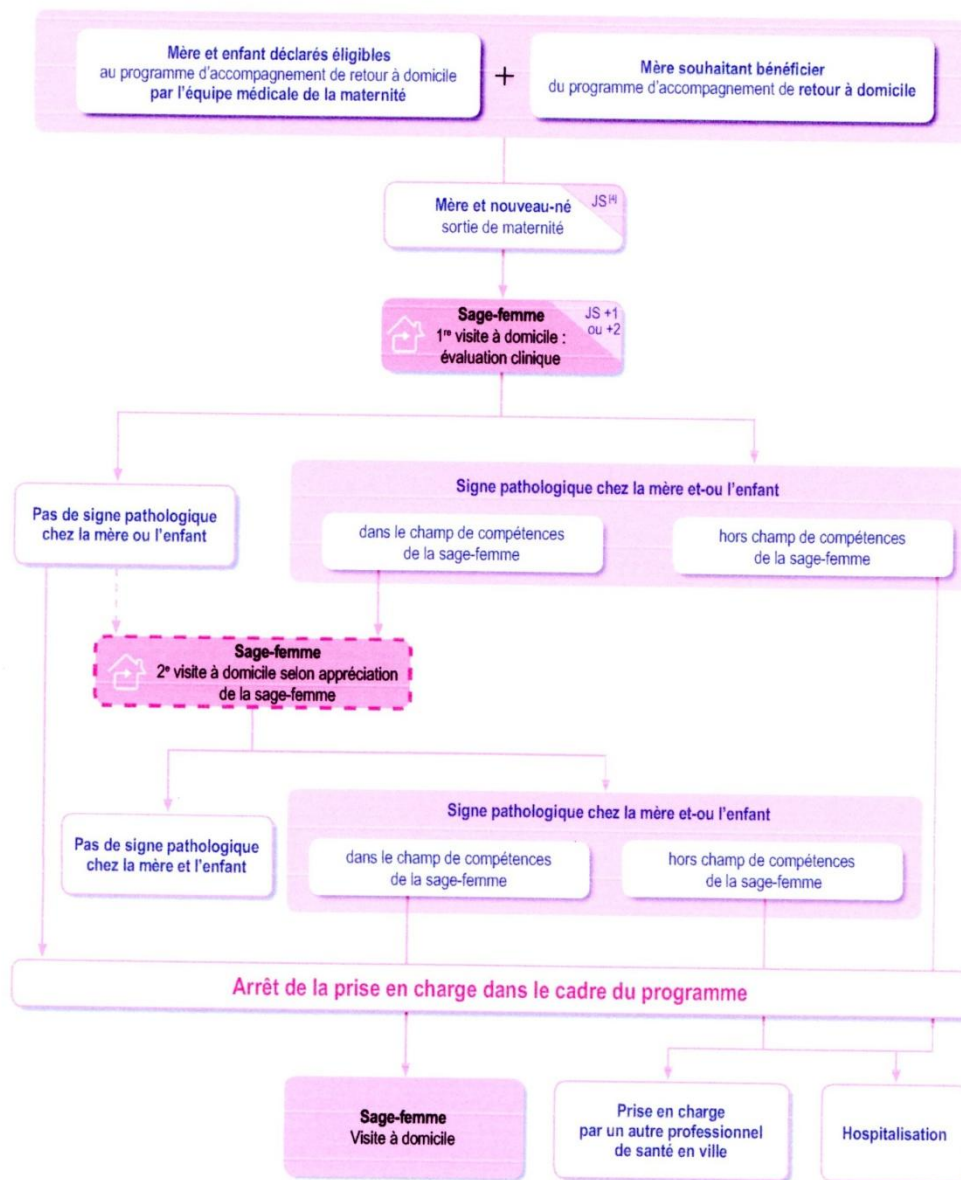 Mère et enfant déclarés éligibles
au programme d'accompagnement de retour à domicile
par l'équipe médicale de la maternité
+
Mère souhaitant bénéficier
du programme d'accompagnement de retour à domicile
Mère et nouveau-né
sortie de maternité
JS[4]
Sage-femme
1re visite à domicile :
évaluation clinique
JS +1
ou +2
Pas de signe pathologique
chez la mère ou l'enfant
Signe pathologique chez la mère et-ou l'enfant
dans le champ de compétences
de la sage-femme
hors champ de compétences
de la sage-femme
Sage-femme
2e visite à domicile selon appréciation
de la sage-femme
Pas de signe pathologique
chez la mère et l'enfant
Signe pathologique chez la mère et-ou l'enfant
dans le champ de compétences
de la sage-femme
hors champ de compétences
de la sage-femme
Arrêt de la prise en charge dans le cadre du programme
Sage-femme
Visite à domicile
Prise en charge
par un autre professionnel
de santé en ville
Hospitalisation